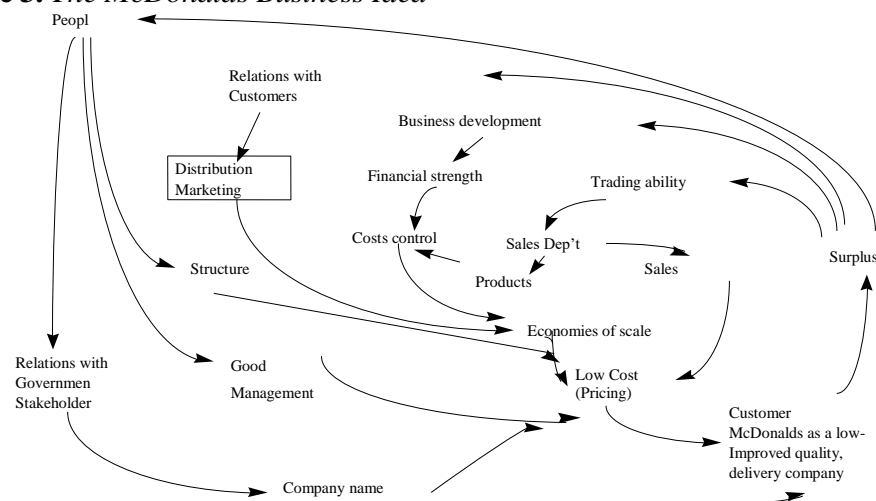 The McDonalds Business Idea
Peopl
Relations with
Customers
Business development
Distribution
Marketing
Financial strength
Trading ability
Costs control
Sales Dep't
Structure
Products
Sales
Surplus
Economies of scale
Relations with
Governmen
Stakeholder
Good
Management
Low Cost
(Pricing)
Customer
McDonalds as a low-
Improved quality,
delivery company
Company name